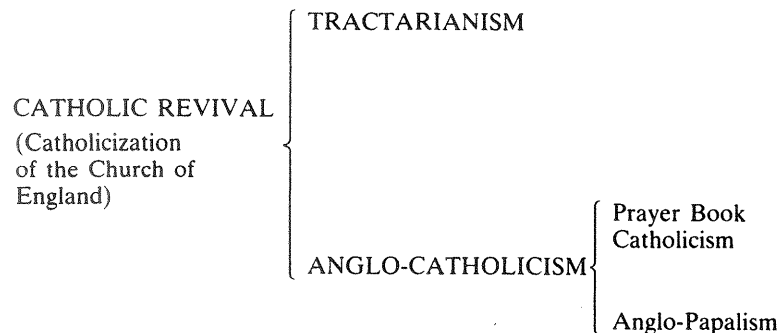 TRACTARIANISM
CATHOLIC REVIVAL
(Catholicization
of the Church of
England)
Prayer Book
Catholicism
ANGLO-CATHOLICISM
Anglo-Papalism